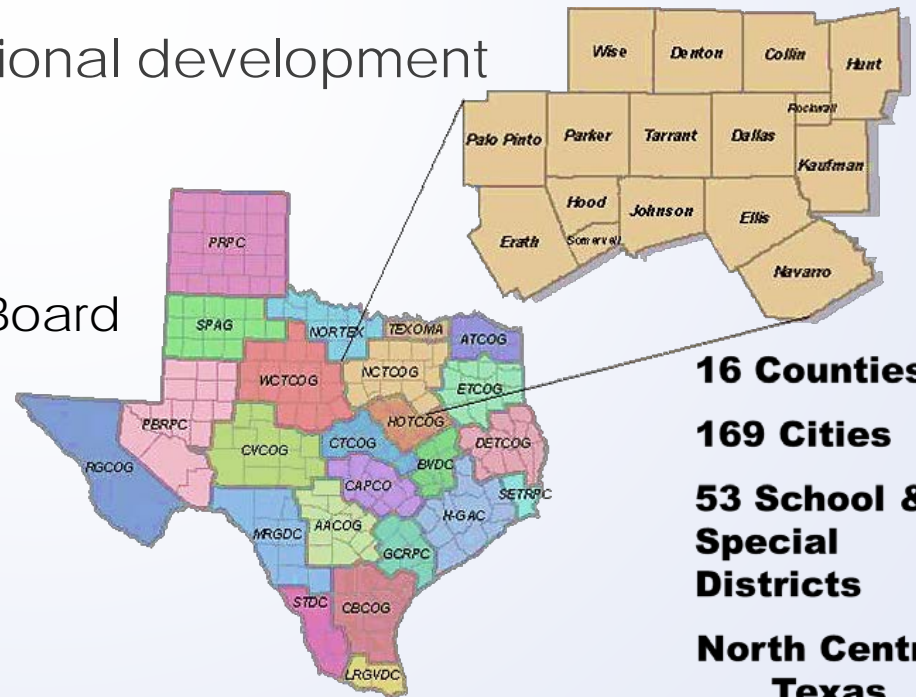 ional development
Board
Wise
Denton
Collin
Hunt
Rockwall
Palo Pinto
Parker
Tarrant
Dallas
Kaufman
Hood
Johnson
Ellis
Erath
Somervell
Navarro
PRPC
SPAG
NORTEX
TEXOMA
ATCOG
WCTCOG
NCTCOG
ETCOG
PBRPC
HOTCOG
CVCOG
CTCOG
DETCOG
RGCOG
BVDC
CAPCO
SETRPC
H-GAC
MRGDC
AACOG
GCRPC
STDC
CBCOG
LRGVDC
16 Counties
169 Cities
53 School &
Special
Districts
North Centr
Texas